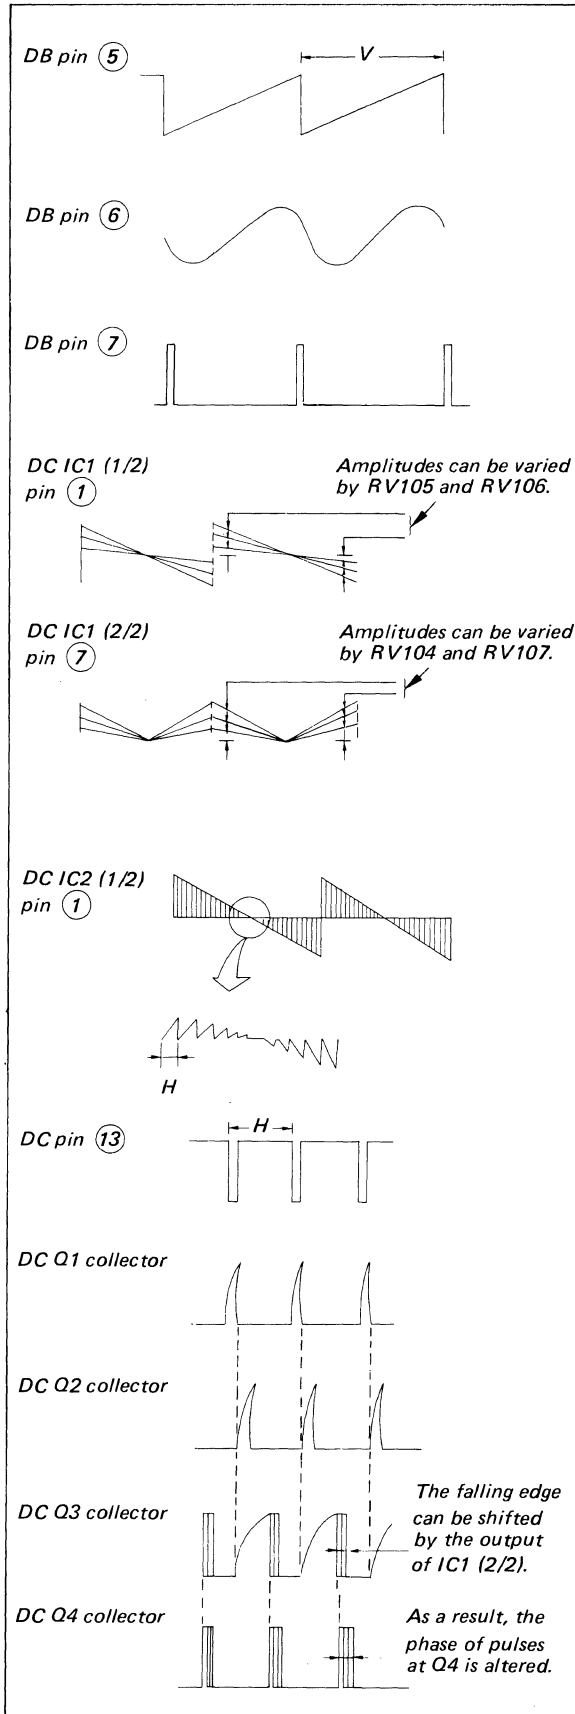 DB pin 5
V
DB pin 6
DB pin 7
DC IC1 (1/2)
pin 1
Amplitudes can be varied
by RV105 and RV106.
DC IC1 (2/2)
pin 7
Amplitudes can be varied
by RV104 and RV107.
DC IC2 (1/2)
pin 1
H
DC pin 13
H
DC Q1 collector
DC Q2 collector
DC Q3 collector
The falling edge
can be shifted
by the output
of IC1 (2/2).
DC Q4 collector
As a result, the
phase of pulses
at Q4 is altered.